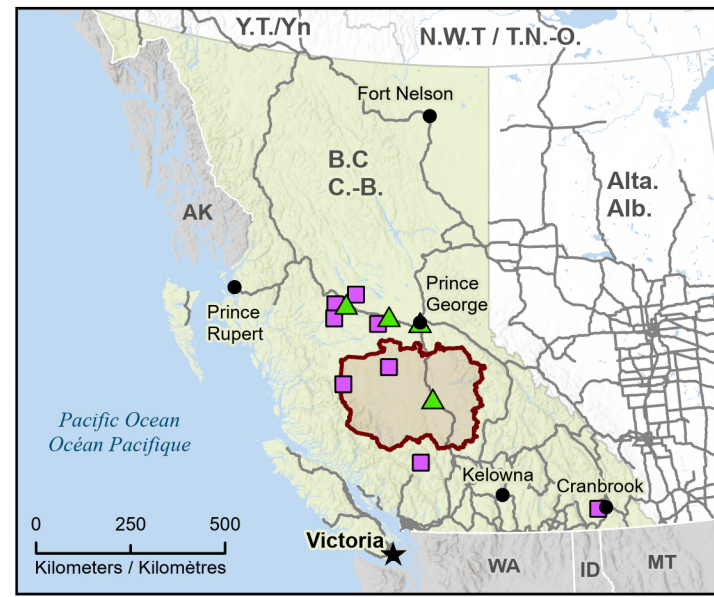 Y.T./Yn
N.W.T / T.N.-O.
Fort Nelson
B.C
C.-B.
Alta.
Alb.
AK
Prince
George
Prince
Rupert
Pacific Ocean
Océan Pacifique
Kelowna
Cranbrook
0 250 500
Victoria
Kilometers / Kilomètres
WA
ID
MT